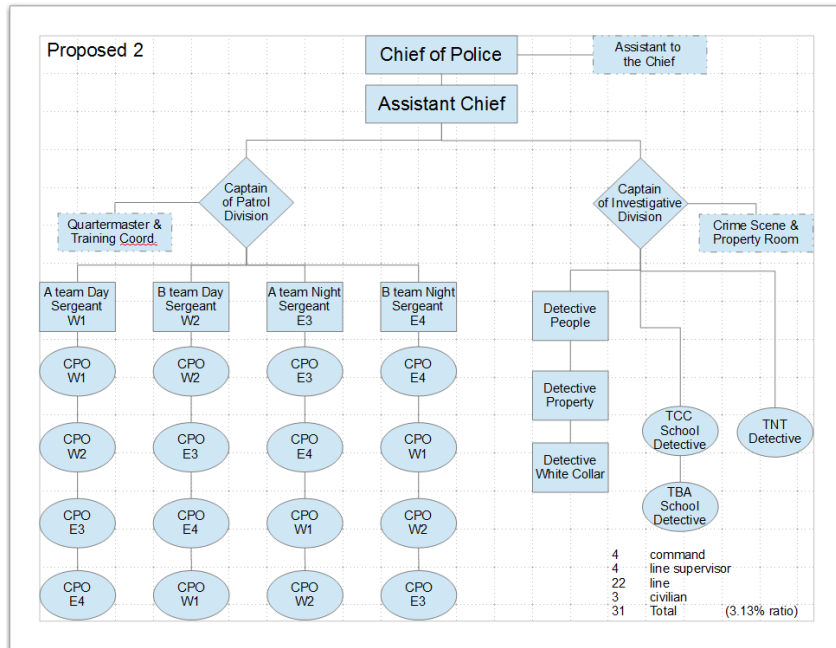 Proposed 2
Chief of Police
Assistant to
the Chief
Assistant Chief
Captain
of Patrol
Division
Quartermaster &
Training Coord.
Captain
of Investigative
Division
Crime Scene &
Property Room
A team Day
Sergeant
W1
B team Day
Sergeant
W2
A team Night
Sergeant
E3
B team Night
Sergeant
E4
CPO
W1
CPO
W2
CPO
E3
CPO
E4
CPO
W2
CPO
E3
CPO
E4
CPO
W1
CPO
E3
CPO
E4
CPO
W1
CPO
W2
CPO
E4
CPO
W1
CPO
W2
CPO
E3
Detective
People
Detective
Property
Detective
White Collar
TCC
School
Detective
TBA
School
Detective
TNT
Detective
4 command
4 line supervisor
22 line
3 civilian
31 Total (3.13% ratio)